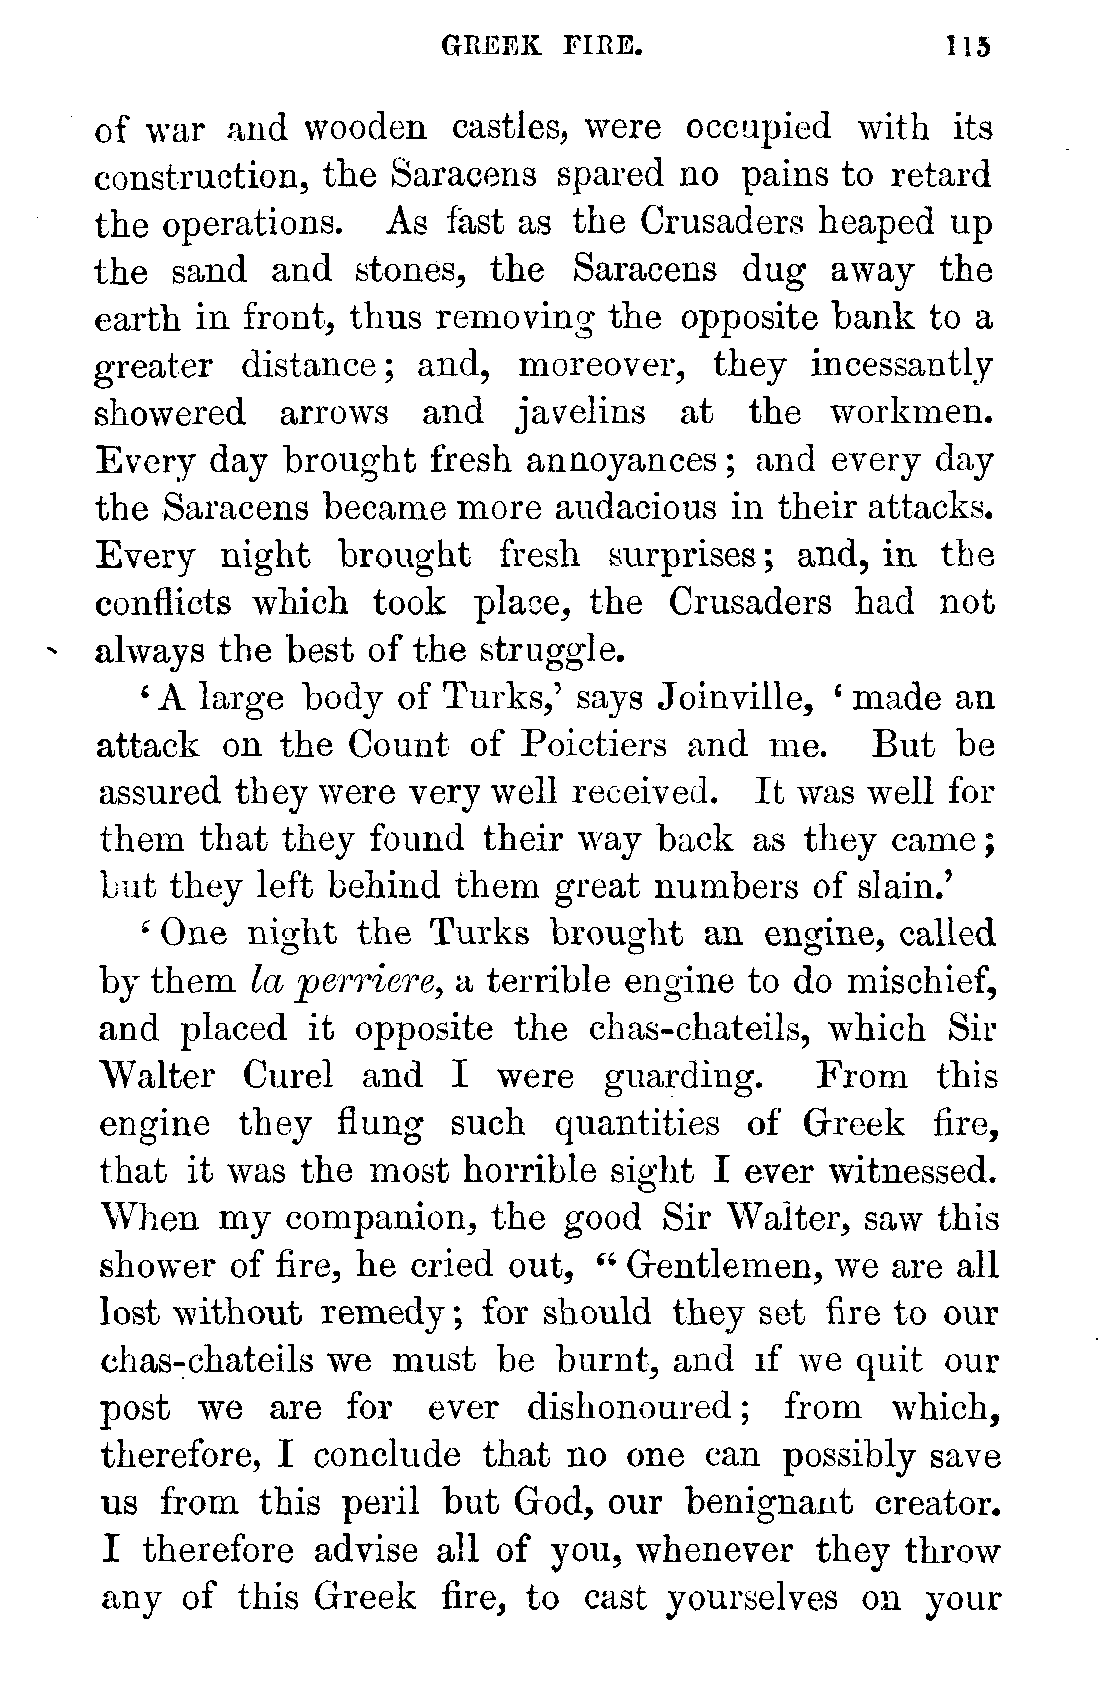 GREEK FIRE. 115
of war and wooden castles, were occupied with its
construction, the Saracens spared no pains to retard
the operations. As fast as the Crusaders heaped up
the sand and stones, the Saracens dug away the
earth in front, thus removing the opposite bank to a
greater distance; and, moreover, they incessantly
showered arrows and javelins at the workmen.
Every day brought fresh annoyances; and every day
the Saracens became more audacious in their attacks.
Every night brought fresh surprises; and, in the
conflicts which took place, the Crusaders had not
always the best of the struggle.
‘A large body of Turks,’ says Joinville, ‘made an
attack on the Count of Poictiers and me. But be
assured they were very well received. It was well for
them that they found their way back as they came;
but they left behind them great numbers of slain.’
‘One night the Turks brought an engine, called
by them la perriere, a terrible engine to do mischief,
and placed it opposite the chas-chateils, which Sir
Walter Curel and I were guarding. From this
engine they flung such quantities of Greek fire,
that it was the most horrible sight I ever witnessed.
When my companion, the good Sir Walter, saw this
shower of fire, he cried out, “Gentlemen, we are all
lost without remedy; for should they set fire to our
chas-chateils we must be burnt, and if we quit our
post we are for ever dishonoured; from which,
therefore, I conclude that no one can possibly save
us from this peril but God, our benignant creator.
I therefore advise all of you, whenever they throw
any of this Greek fire, to cast yourselves on your